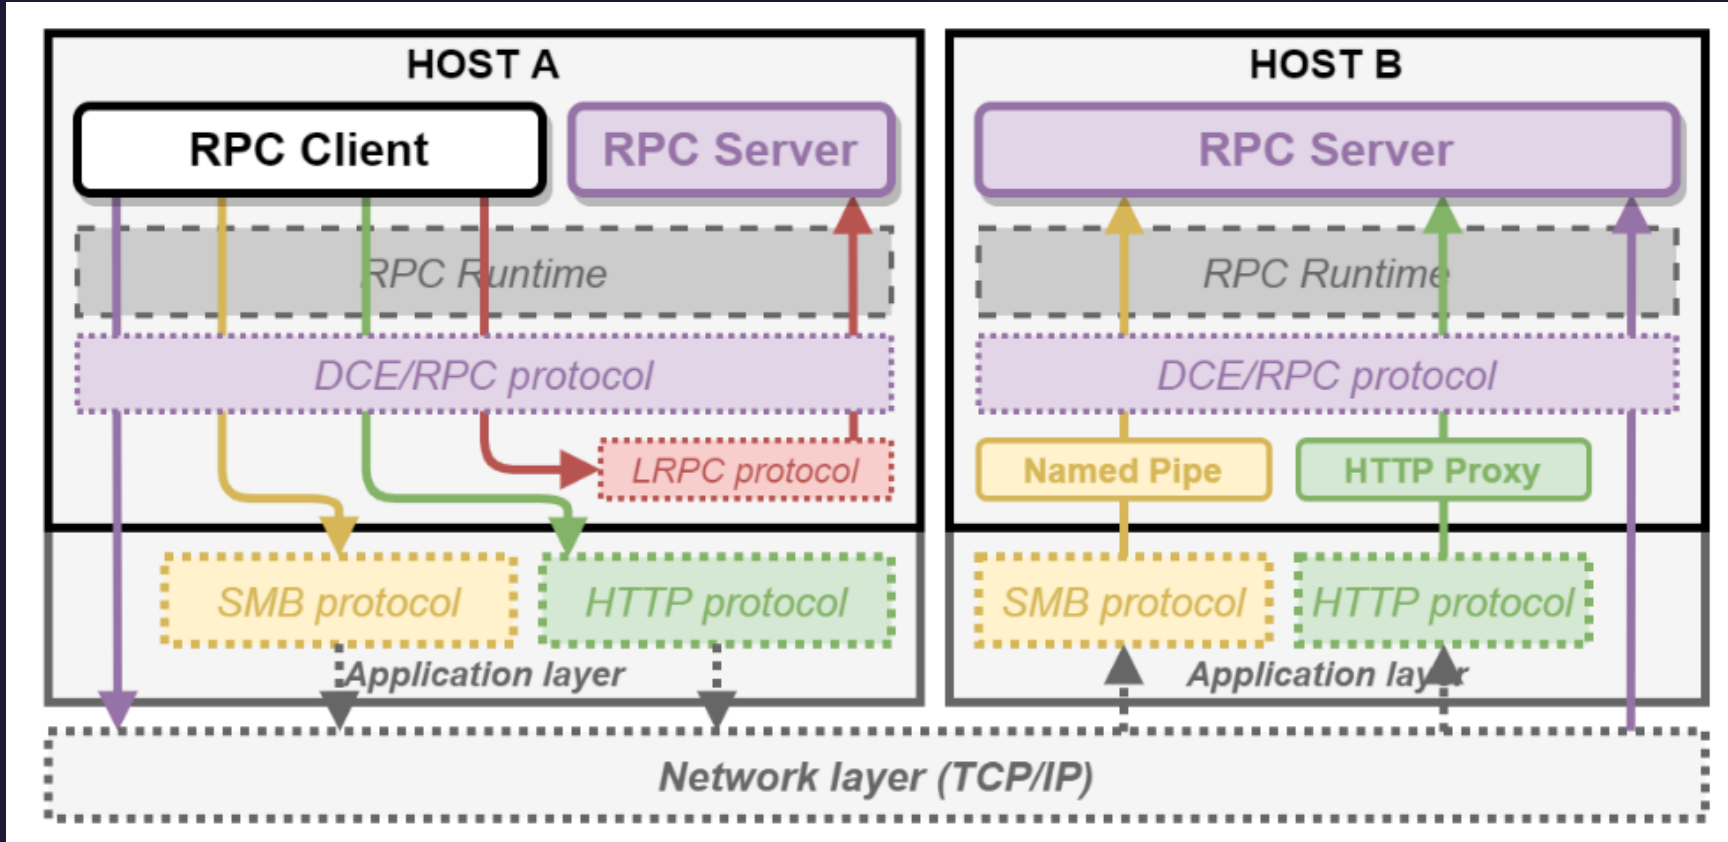 HOST A
HOST B
RPC Client
RPC Server
RPC Server
RPC Runtime
RPC Runtime
DCE/RPC protocol
DCE/RPC protocol
LRPC protocol
Named Pipe
HTTP Proxy
SMB protocol
HTTP protocol
SMB protocol
HTTP protocol
Application layer
Application layer
Network layer (TCP/IP)